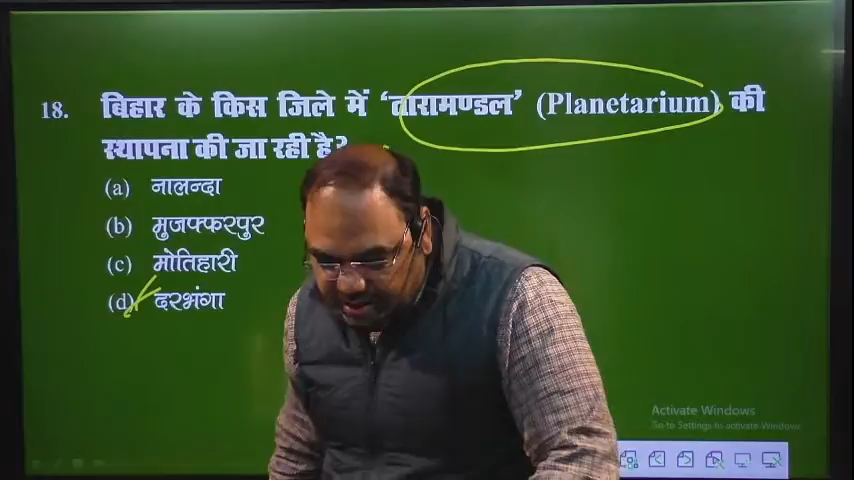 18. बिहार के किस जिले में 'तारामण्डल' (Planetarium) की
स्थापना की जा रही है?
(a) नालन्दा
(b) मुजफ्फरपुर
(c) मोतिहारी
(d) दरभंगा
Activate Windows
Go to Settings to activate Windows.